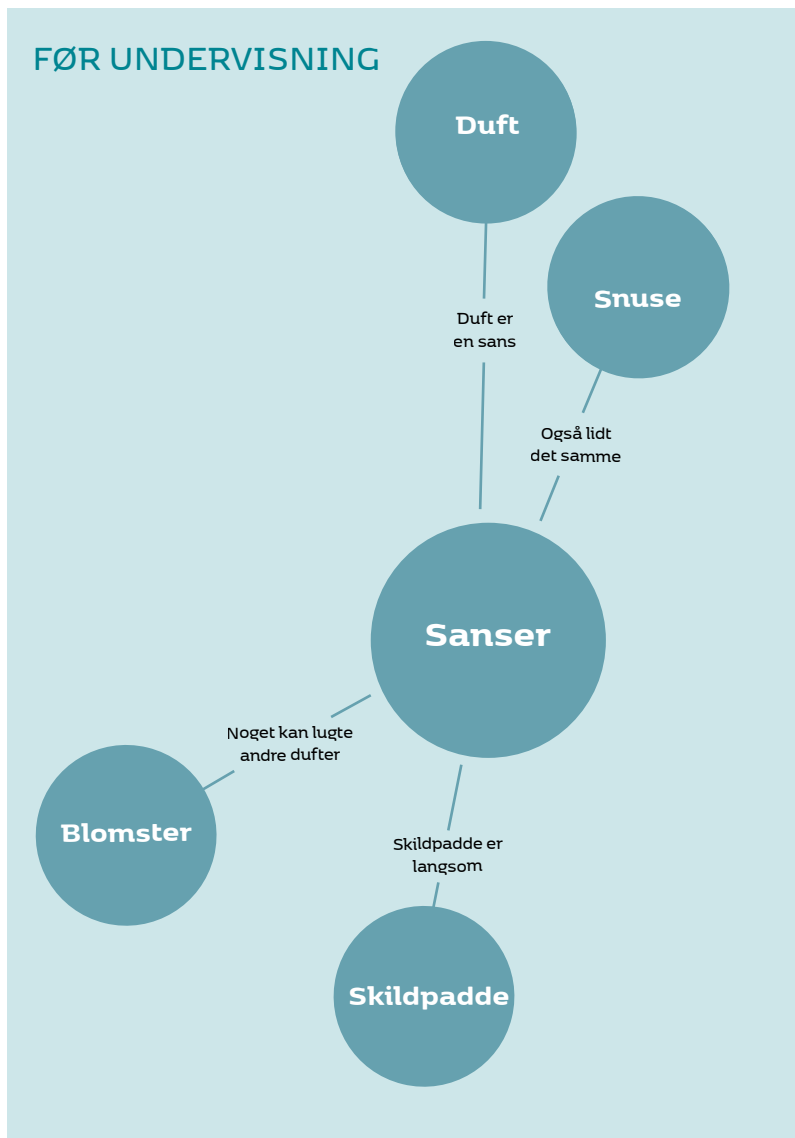 FØR UNDERVISNING
Duft
Snuse
Duft er
en sans
Også lidt
det samme
Sanser
Noget kan lugte
andre dufter
Blomster
Skildpadde er
langsom
Skildpadde